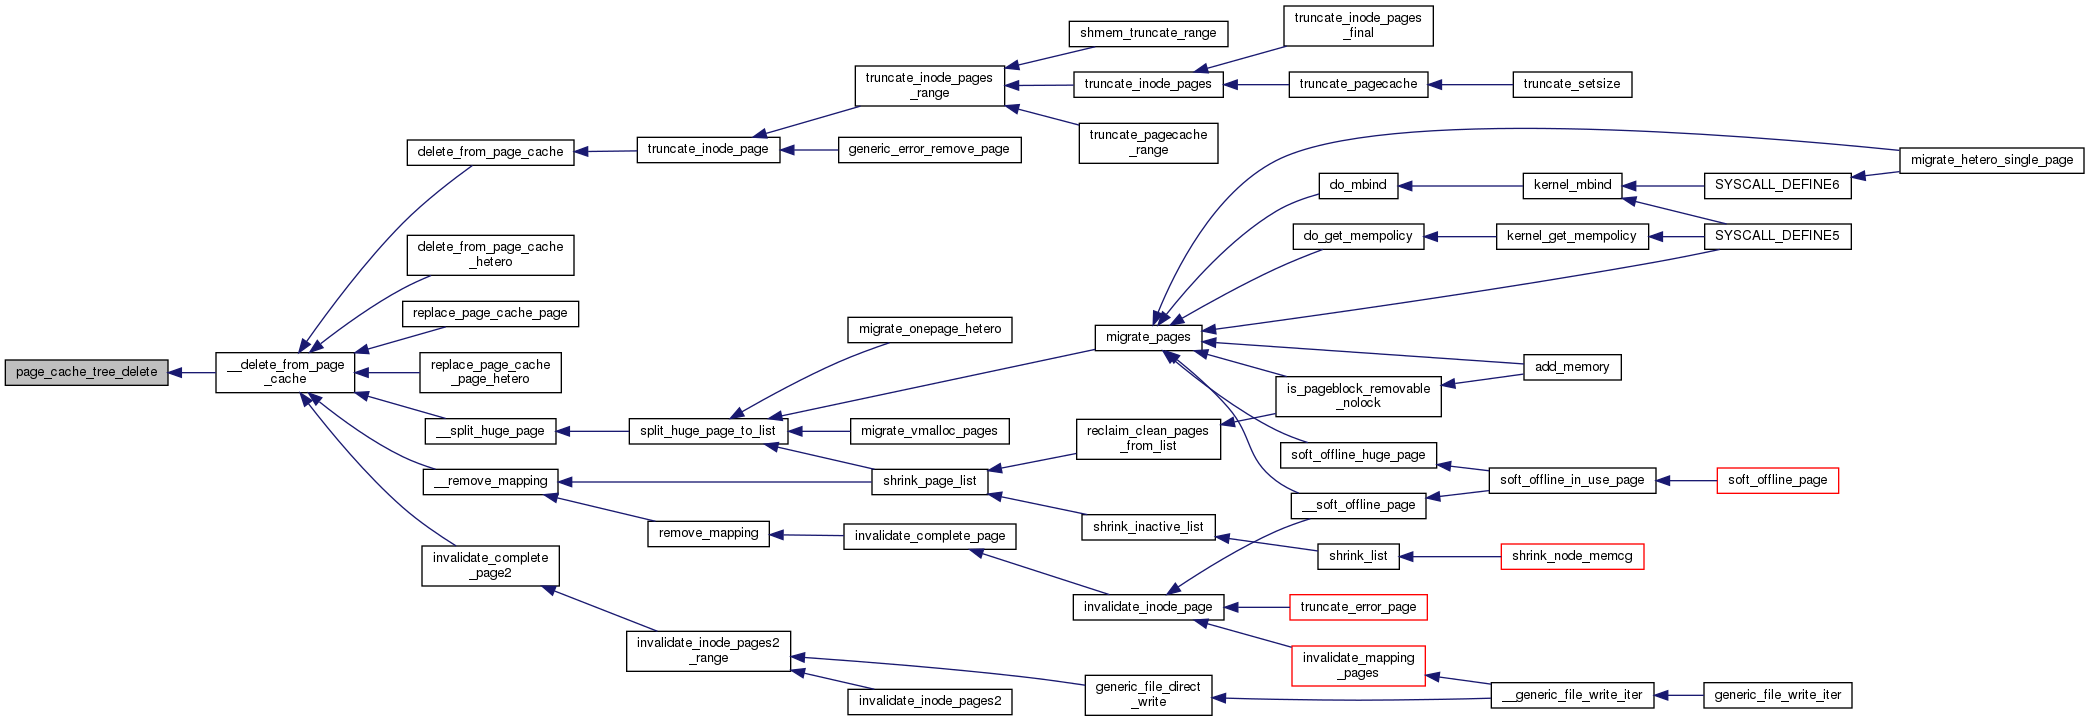 truncate_inode_pages
_final
shmem_truncate_range
truncate_inode_pages
_range
truncate_inode_pages
truncate_pagecache
truncate_setsize
truncate_pagecache
_range
delete_from_page_cache
truncate_inode_page
generic_error_remove_page
migrate_hetero_single_page
do_mbind
kernel_mbind
SYSCALL_DEFINE6
delete_from_page_cache
_hetero
do_get_mempolicy
kernel_get_mempolicy
SYSCALL_DEFINE5
replace_page_cache_page
migrate_onepage_hetero
migrate_pages
page_cache_tree_delete
__delete_from_page
_cache
replace_page_cache
_page_hetero
add_memory
is_pageblock_removable
_nolock
__split_huge_page
split_huge_page_to_list
migrate_vmalloc_pages
reclaim_clean_pages
_from_list
soft_offline_huge_page
__remove_mapping
shrink_page_list
soft_offline_in_use_page
soft_offline_page
__soft_offline_page
remove_mapping
invalidate_complete_page
shrink_inactive_list
shrink_list
shrink_node_memcg
invalidate_complete
_page2
invalidate_inode_page
truncate_error_page
invalidate_inode_pages2
_range
invalidate_mapping
_pages
invalidate_inode_pages2
generic_file_direct
_write
__generic_file_write_iter
generic_file_write_iter